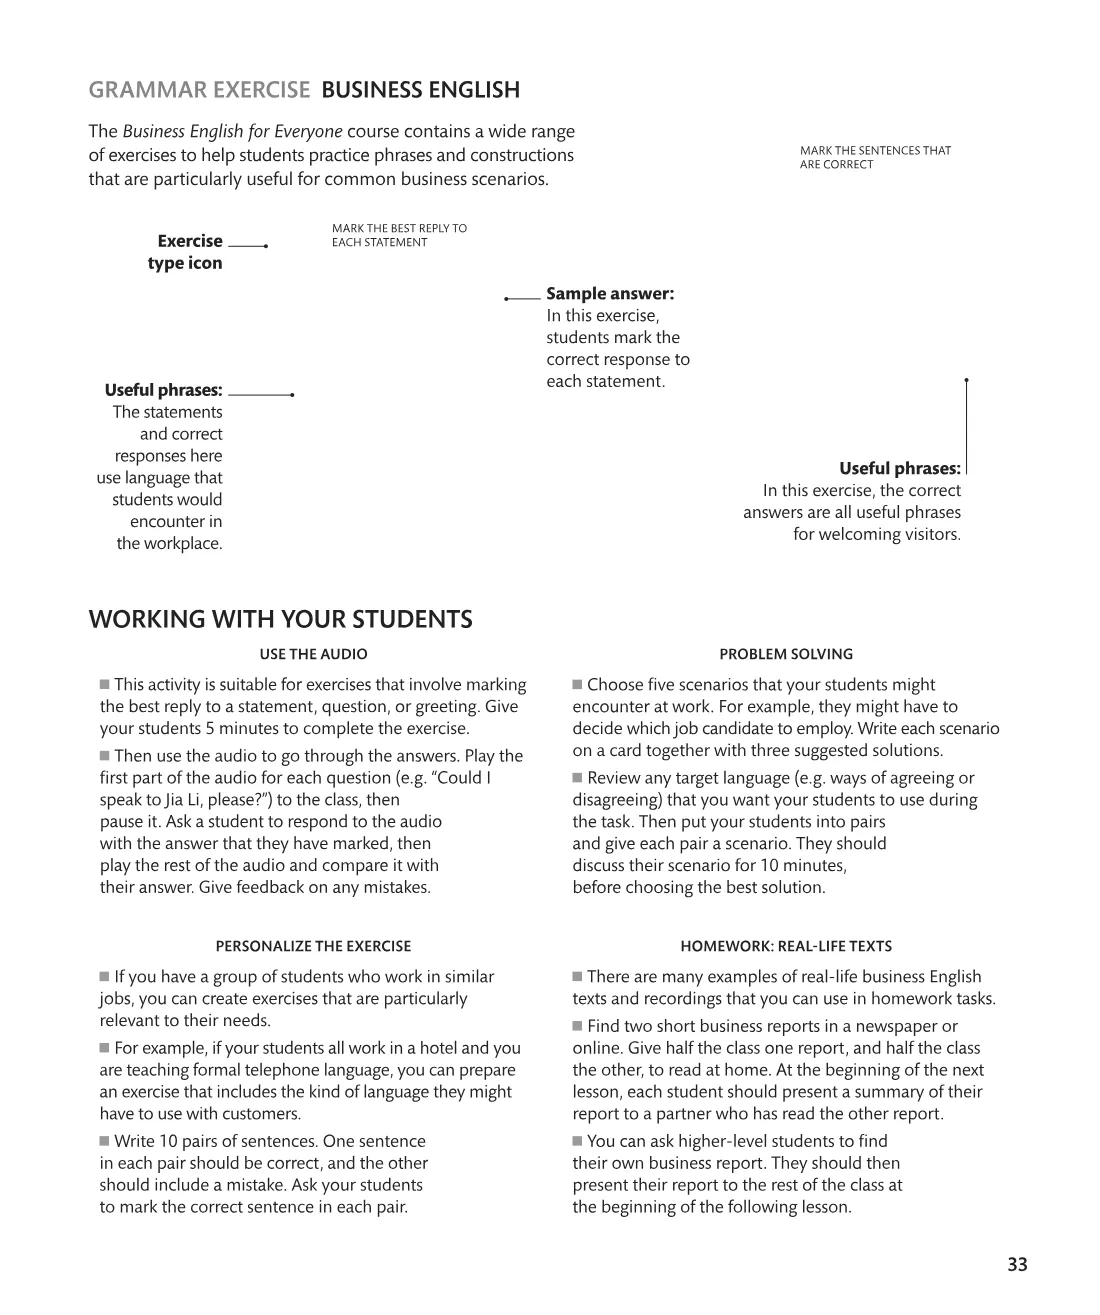 GRAMMAR EXERCISE BUSINESS ENGLISH
The Business English for Everyone course contains a wide range
of exercises to help students practice phrases and constructions
that are particularly useful for common business scenarios.
MARK THE SENTENCES THAT
ARE CORRECT
MARK THE BEST REPLY TO
EACH STATEMENT
Exercise
type icon
Sample answer:
In this exercise,
students mark the
correct response to
each statement.
Useful phrases:
The statements
and correct
responses here
use language that
students would
encounter in
the workplace.
Useful phrases:
In this exercise, the correct
answers are all useful phrases
for welcoming visitors.
WORKING WITH YOUR STUDENTS
USE THE AUDIO
This activity is suitable for exercises that involve marking
the best reply to a statement, question, or greeting. Give
your students 5 minutes to complete the exercise.
Then use the audio to go through the answers. Play the
first part of the audio for each question (e.g. “Could I
speak to Jia Li, please?”) to the class, then
pause it. Ask a student to respond to the audio
with the answer that they have marked, then
play the rest of the audio and compare it with
their answer. Give feedback on any mistakes.
PROBLEM SOLVING
Choose five scenarios that your students might
encounter at work. For example, they might have to
decide which job candidate to employ. Write each scenario
on a card together with three suggested solutions.
Review any target language (e.g. ways of agreeing or
disagreeing) that you want your students to use during
the task. Then put your students into pairs
and give each pair a scenario. They should
discuss their scenario for 10 minutes,
before choosing the best solution.
PERSONALIZE THE EXERCISE
If you have a group of students who work in similar
jobs, you can create exercises that are particularly
relevant to their needs.
For example, if your students all work in a hotel and you
are teaching formal telephone language, you can prepare
an exercise that includes the kind of language they might
have to use with customers.
Write 10 pairs of sentences. One sentence
in each pair should be correct, and the other
should include a mistake. Ask your students
to mark the correct sentence in each pair.
HOMEWORK: REAL-LIFE TEXTS
There are many examples of real-life business English
texts and recordings that you can use in homework tasks.
Find two short business reports in a newspaper or
online. Give half the class one report, and half the class
the other, to read at home. At the beginning of the next
lesson, each student should present a summary of their
report to a partner who has read the other report.
You can ask higher-level students to find
their own business report. They should then
present their report to the rest of the class at
the beginning of the following lesson.
33